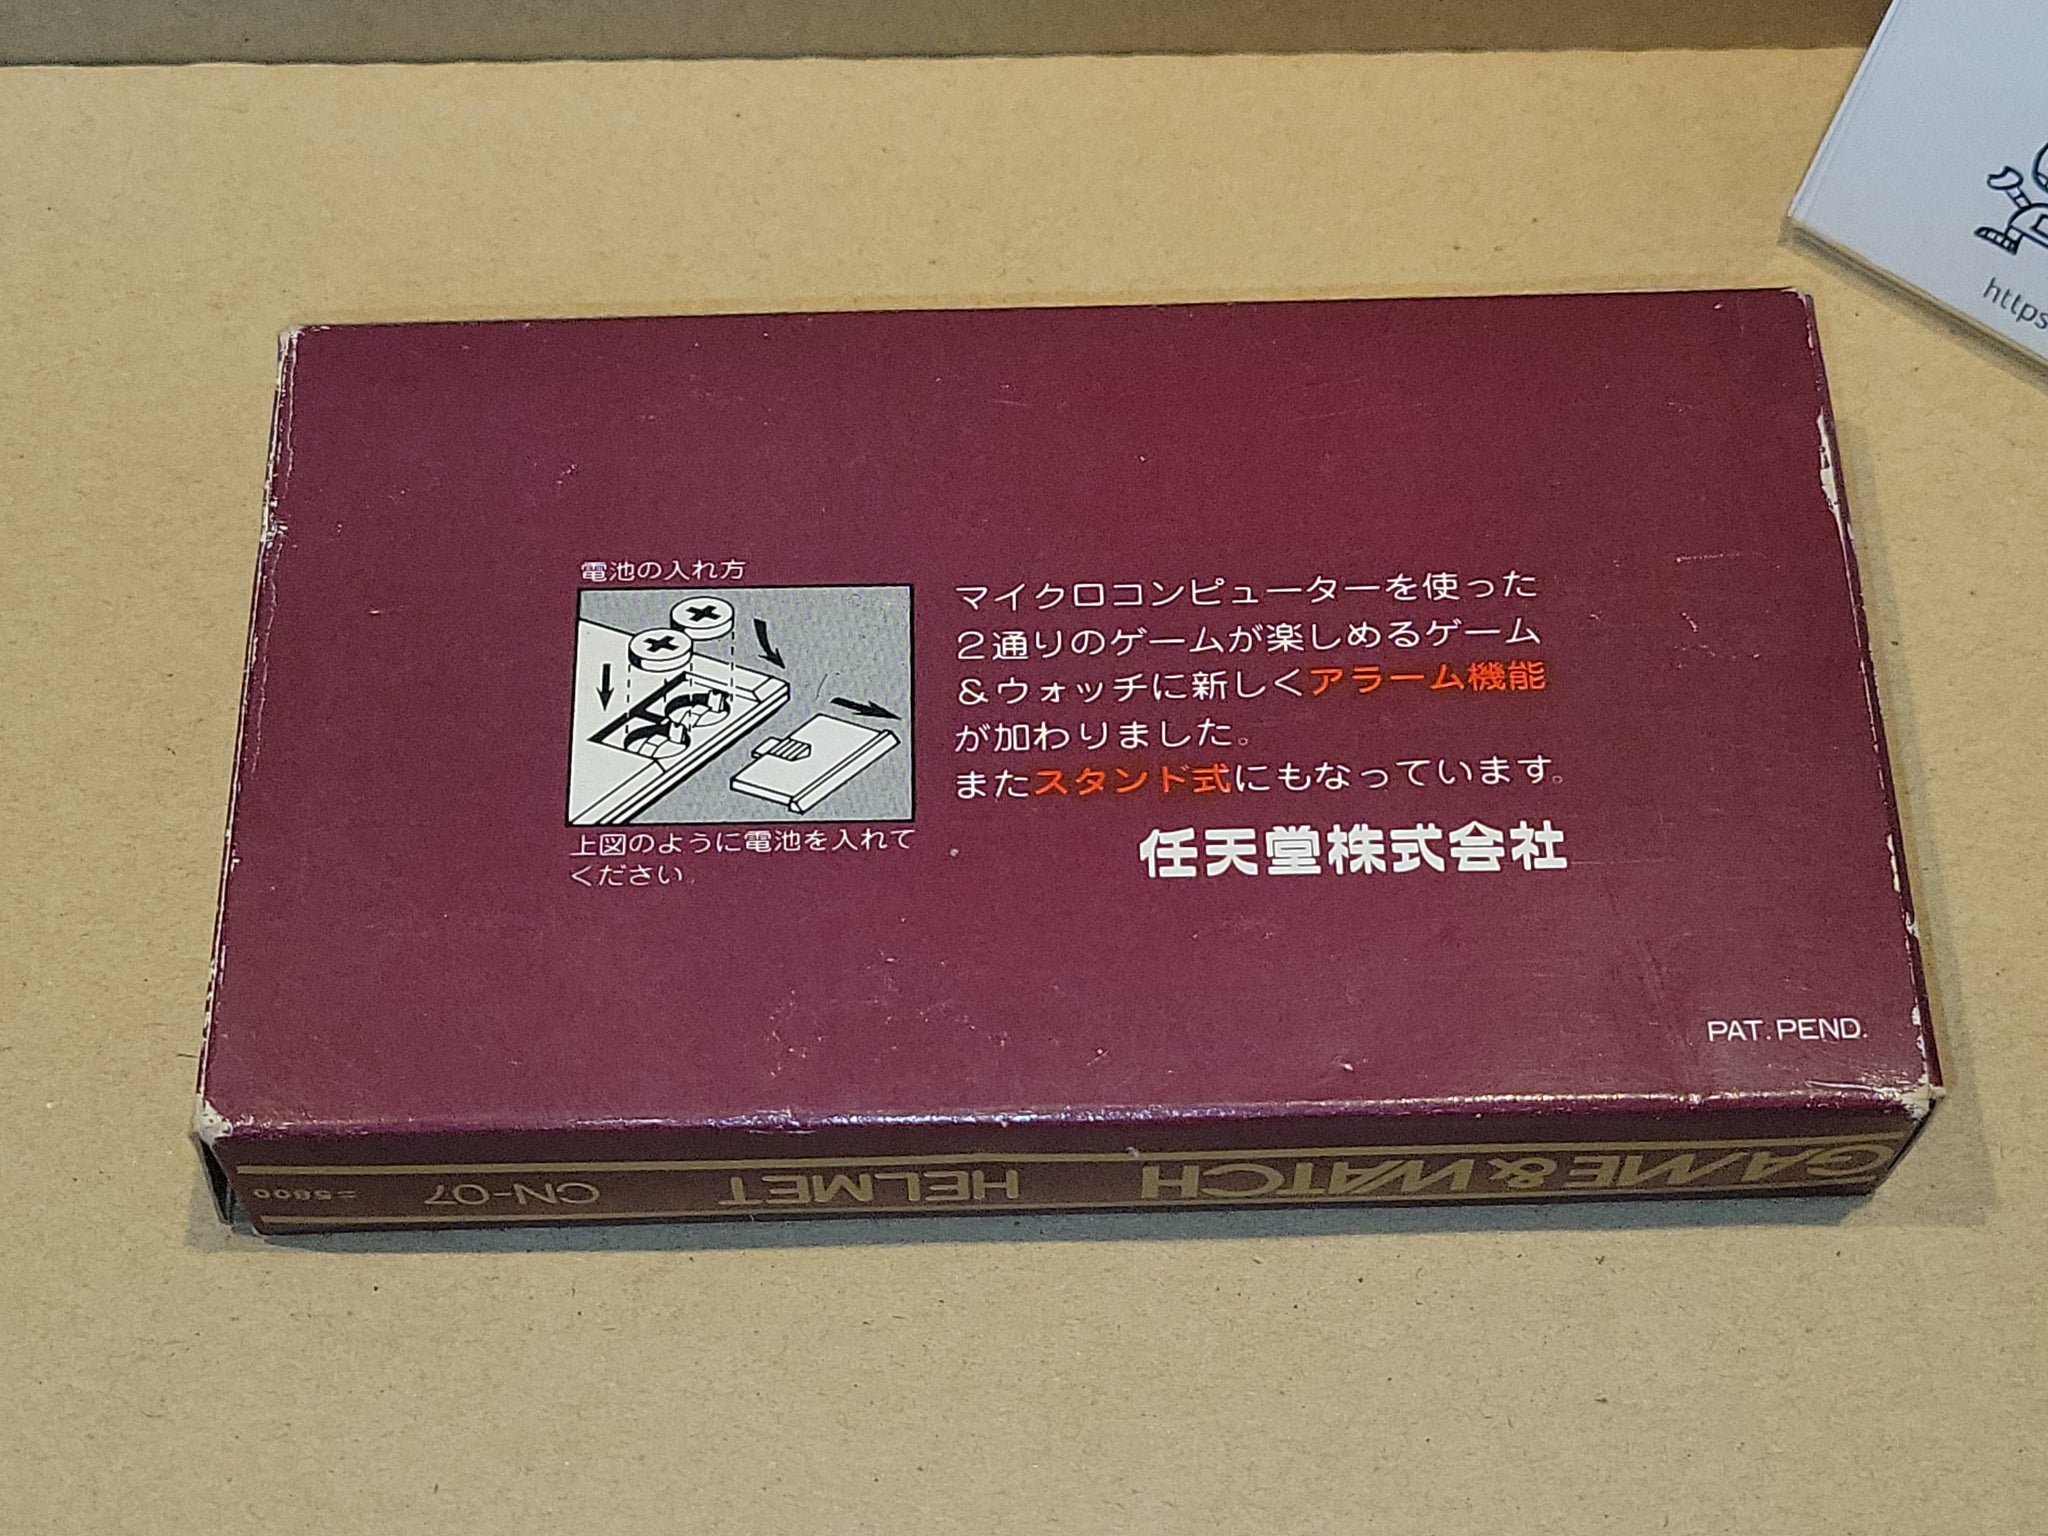 電池の入れ方
上図のように電池を入れて
ください。
マイクロコンピューターを使った
2通りのゲームが楽しめるゲーム
&ウォッチに新しくアラーム機能
が加わりました。
またスタンド式にもなっています。
任天堂株式会社
PAT. PEND.
GAME&WATCH HELMET CN-07 =5800
https